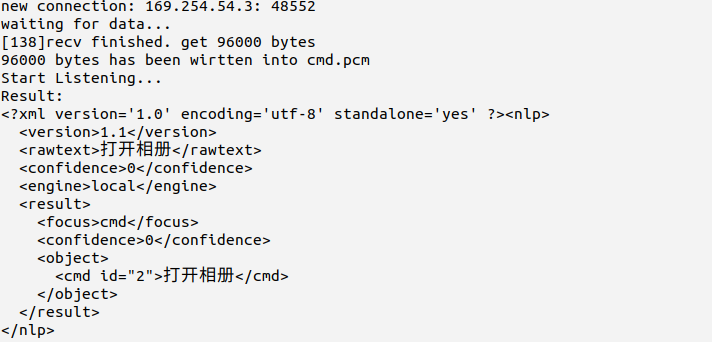 new connection: 169.254.54.3: 48552
waiting for data...
[138]recv finished. get 96000 bytes
96000 bytes has been wirtten into cmd.pcm
Start Listening...
Result:
<?xml version='1.0' encoding='utf-8' standalone='yes' ?><nlp>
  <version>1.1</version>
  <rawtext>打开相册</rawtext>
  <confidence>0</confidence>
  <engine>local</engine>
  <result>
    <focus>cmd</focus>
    <confidence>0</confidence>
    <object>
      <cmd id="2">打开相册</cmd>
    </object>
  </result>
</nlp>